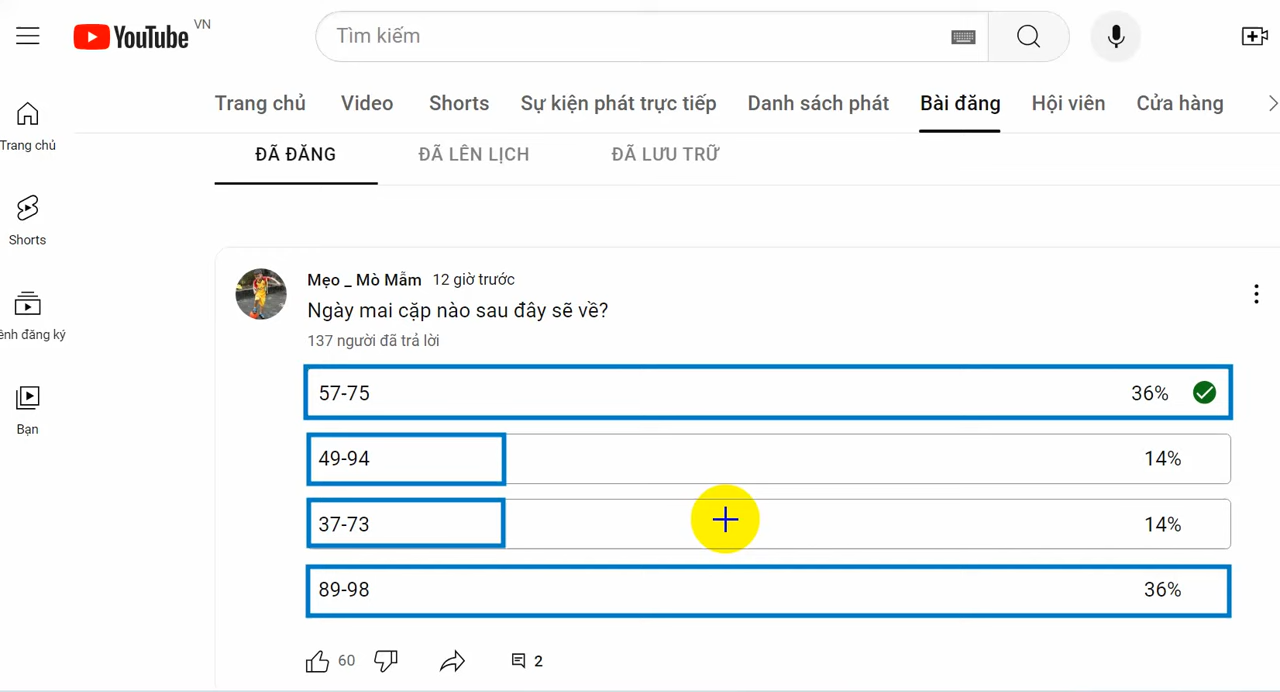 YouTube VN
Tìm kiếm
Trang chủ Video Shorts Sự kiện phát trực tiếp Danh sách phát Bài đăng Hội viên Cửa hàng
ĐÃ ĐĂNG ĐÃ LÊN LỊCH ĐÃ LƯU TRỮ
Trang chủ
Shorts
ênh đăng ký
Bạn
Mẹo _ Mò Mẫm 12 giờ trước
Ngày mai cặp nào sau đây sẽ về?
137 người đã trả lời
57-75 36%
49-94 14%
37-73 14%
89-98 36%
60 2